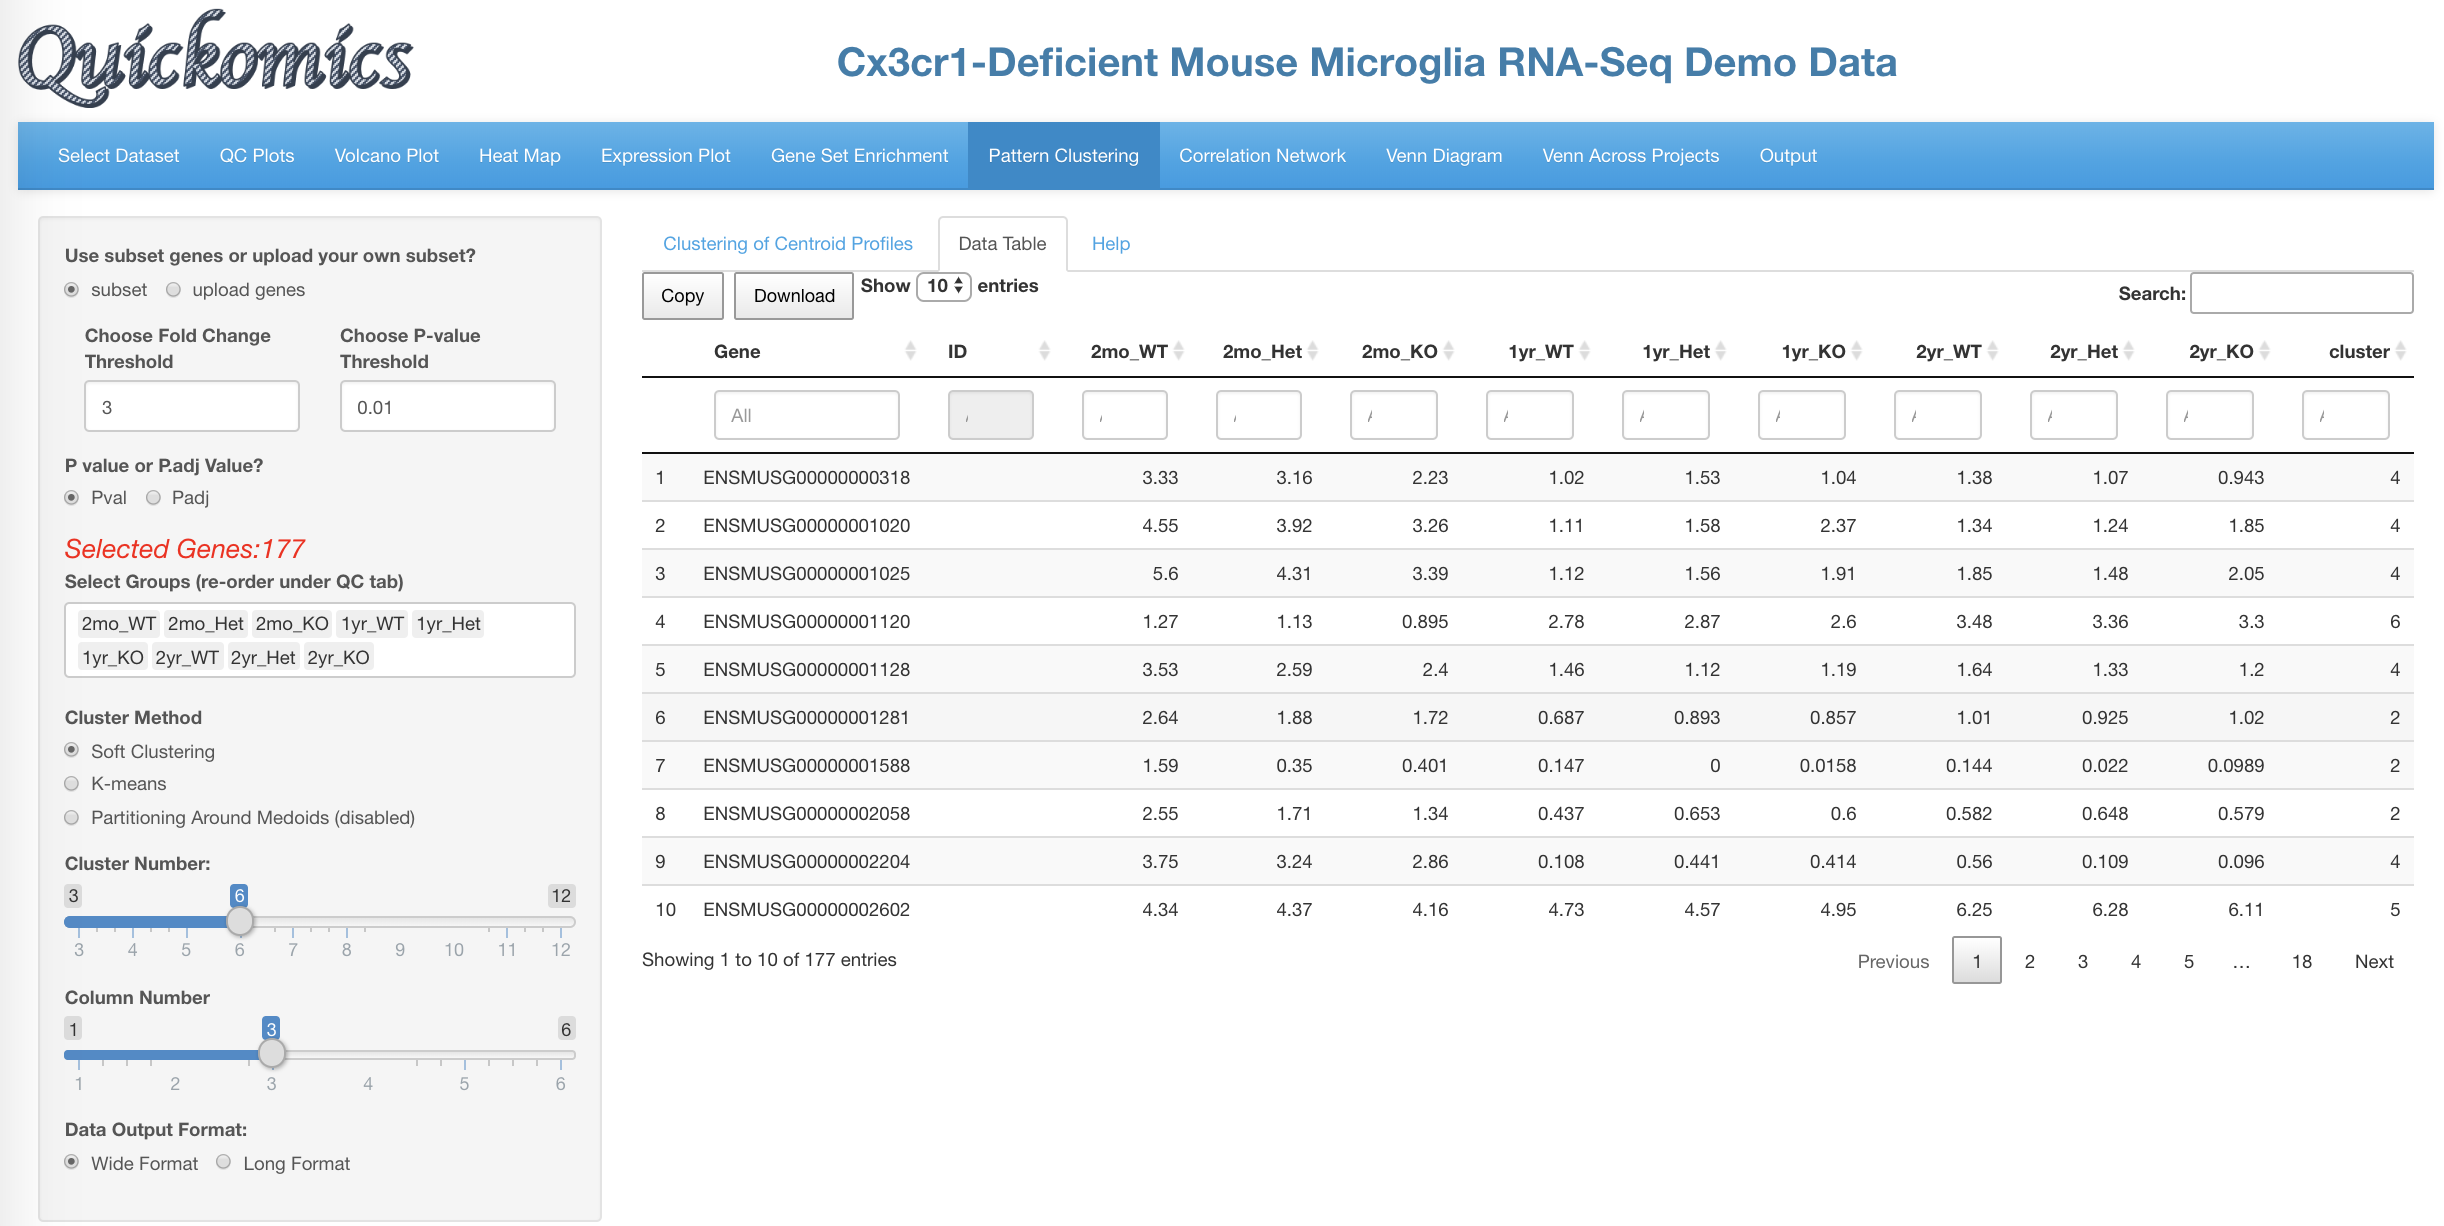 Quickomics
Cx3cr1-Deficient Mouse Microglia RNA-Seq Demo Data
Select Dataset QC Plots Volcano Plot Heat Map Expression Plot Gene Set Enrichment Pattern Clustering Correlation Network Venn Diagram Venn Across Projects Output
Use subset genes or upload your own subset?
subset upload genes
Choose Fold Change Threshold
Choose P-value Threshold
3 0.01
P value or P.adj Value?
Pval Padj
Selected Genes:177
Select Groups (re-order under QC tab)
2mo_WT 2mo_Het 2mo_KO 1yr_WT 1yr_Het
1yr_KO 2yr_WT 2yr_Het 2yr_KO
Cluster Method
Soft Clustering
K-means
Partitioning Around Medoids (disabled)
Cluster Number:
3 6 12
3 4 5 6 7 8 9 10 11 12
Column Number
1 3 6
1 2 3 4 5 6
Data Output Format:
Wide Format Long Format
Clustering of Centroid Profiles Data Table Help
Copy Download Show 10 entries Search:
Gene ID 2mo_WT 2mo_Het 2mo_KO 1yr_WT 1yr_Het 1yr_KO 2yr_WT 2yr_Het 2yr_KO cluster
All
1 ENSMUSG00000000318 3.33 3.16 2.23 1.02 1.53 1.04 1.38 1.07 0.943 4
2 ENSMUSG00000001020 4.55 3.92 3.26 1.11 1.58 2.37 1.34 1.24 1.85 4
3 ENSMUSG00000001025 5.6 4.31 3.39 1.12 1.56 1.91 1.85 1.48 2.05 4
4 ENSMUSG00000001120 1.27 1.13 0.895 2.78 2.87 2.6 3.48 3.36 3.3 6
5 ENSMUSG00000001128 3.53 2.59 2.4 1.46 1.12 1.19 1.64 1.33 1.2 4
6 ENSMUSG00000001281 2.64 1.88 1.72 0.687 0.893 0.857 1.01 0.925 1.02 2
7 ENSMUSG00000001588 1.59 0.35 0.401 0.147 0 0.0158 0.144 0.022 0.0989 2
8 ENSMUSG00000002058 2.55 1.71 1.34 0.437 0.653 0.6 0.582 0.648 0.579 2
9 ENSMUSG00000002204 3.75 3.24 2.86 0.108 0.441 0.414 0.56 0.109 0.096 4
10 ENSMUSG00000002602 4.34 4.37 4.16 4.73 4.57 4.95 6.25 6.28 6.11 5
Showing 1 to 10 of 177 entries Previous 1 2 3 4 5 ... 18 Next